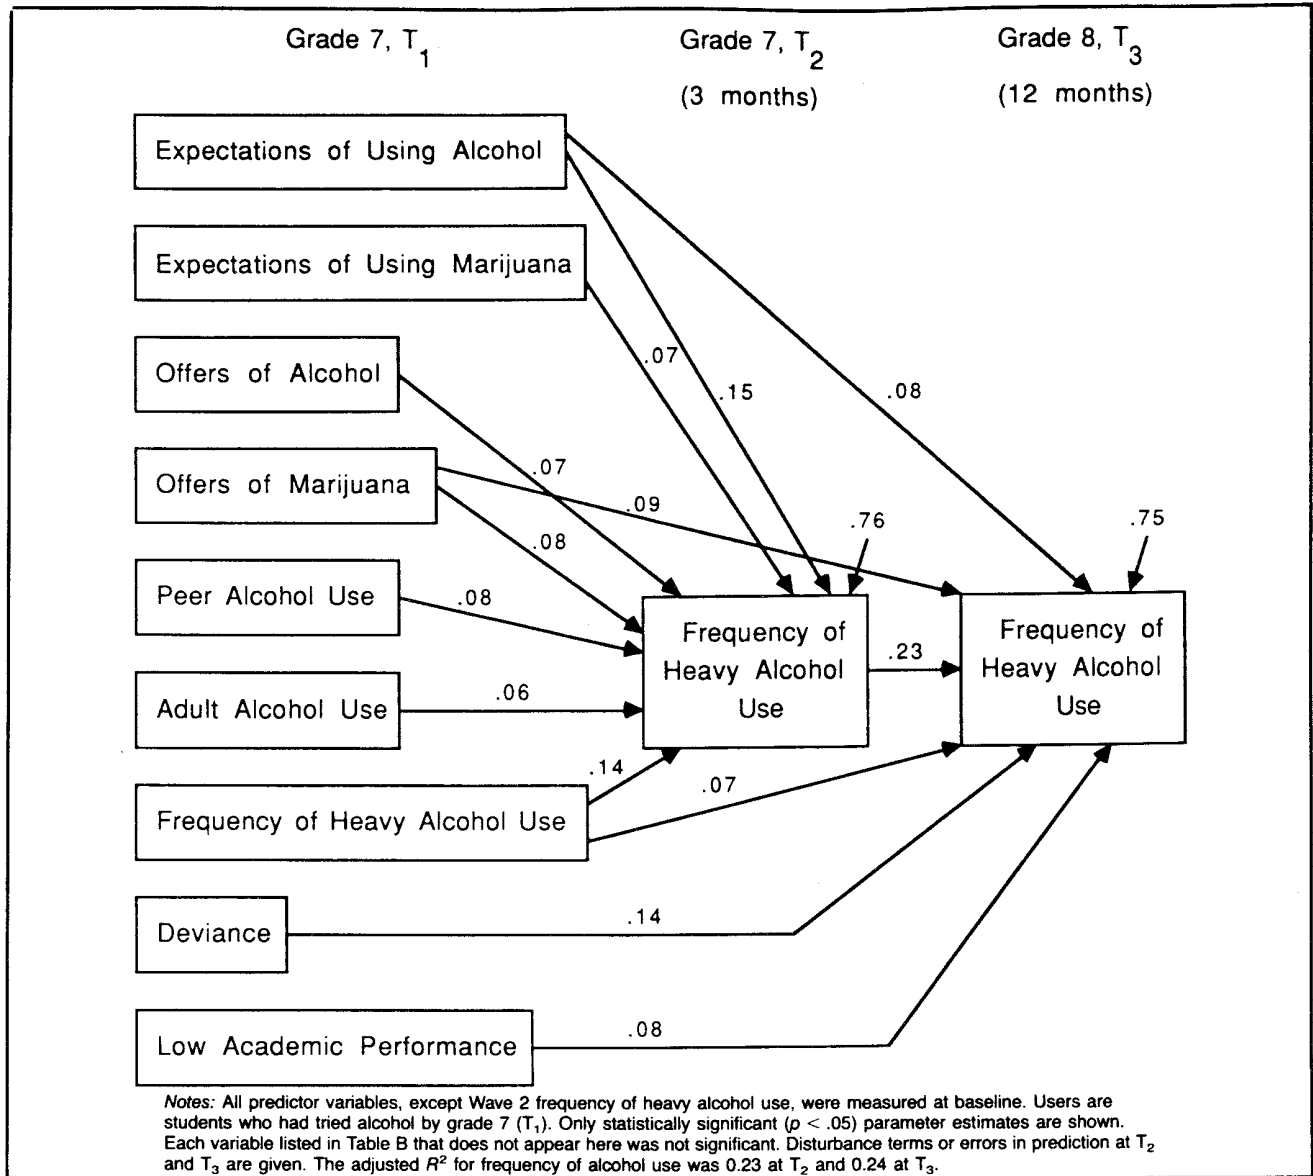 Grade 7, T1
Grade 7, T2
Grade 8, T3
(3 months)
(12 months)
Expectations of Using Alcohol
Expectations of Using Marijuana
.07
.15
.08
Offers of Alcohol
.07
Offers of Marijuana
.09
.08
.76
.75
Peer Alcohol Use
.08
Frequency of
Heavy Alcohol
Use
.23
Frequency of
Heavy Alcohol
Use
Adult Alcohol Use
.06
.14
.07
Frequency of Heavy Alcohol Use
Deviance
.14
Low Academic Performance
.08
Notes: All predictor variables, except Wave 2 frequency of heavy alcohol use, were measured at baseline. Users are
students who had tried alcohol by grade 7 (T1). Only statistically significant (p < .05) parameter estimates are shown.
Each variable listed in Table B that does not appear here was not significant. Disturbance terms or errors in prediction at T2
and T3 are given. The adjusted R2 for frequency of alcohol use was 0.23 at T2 and 0.24 at T3.